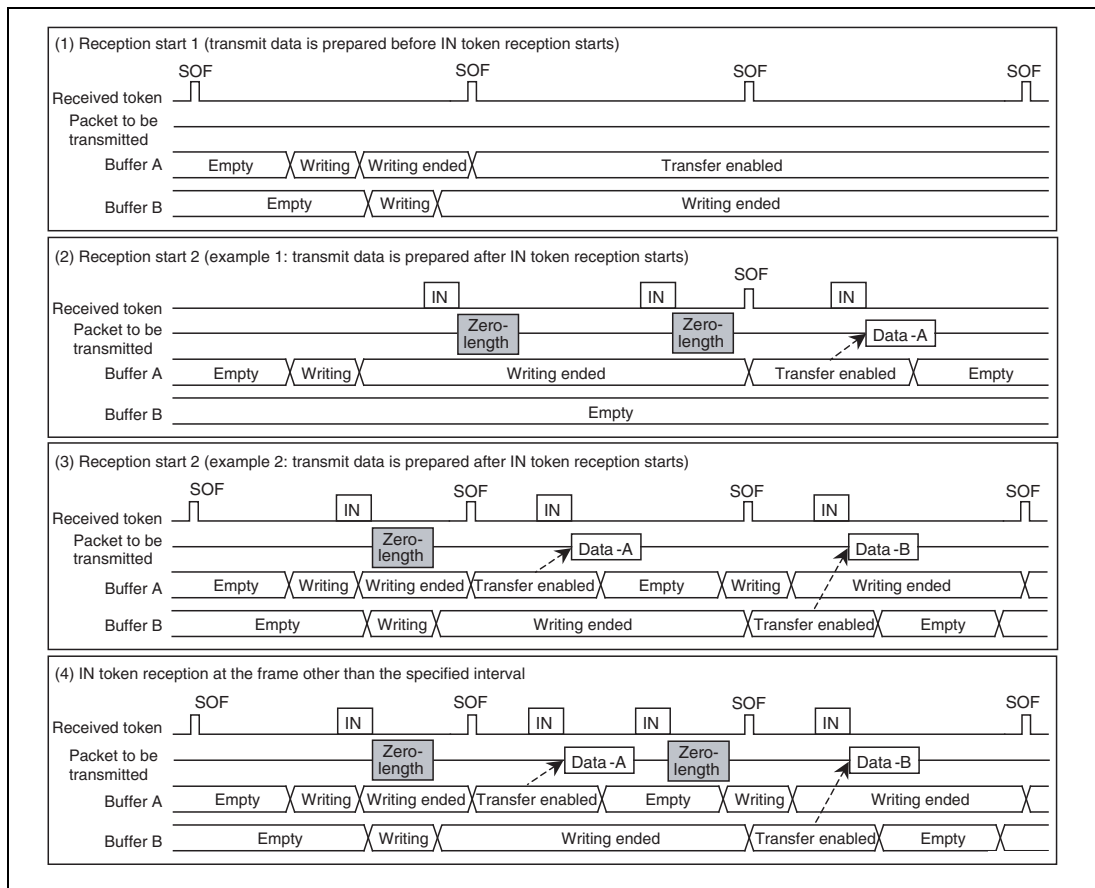 (1) Reception start 1 (transmit data is prepared before IN token reception starts)
SOF SOF SOF SOF
Received token
Packet to be
transmitted
Buffer A Empty Writing Writing ended Transfer enabled
Buffer B Empty Writing Writing ended
(2) Reception start 2 (example 1: transmit data is prepared after IN token reception starts)
SOF
Received token IN IN IN
Packet to be
transmitted
Zero-
length
Zero-
length
Data -A
Buffer A Empty Writing Writing ended Transfer enabled Empty
Buffer B Empty
(3) Reception start 2 (example 2: transmit data is prepared after IN token reception starts)
SOF SOF SOF SOF
Received token IN IN IN
Packet to be
transmitted
Zero-
length
Data -A Data -B
Buffer A Empty Writing Writing ended Transfer enabled Empty Writing Writing ended
Buffer B Empty Writing Writing ended Transfer enabled Empty
(4) IN token reception at the frame other than the specified interval
SOF SOF SOF SOF
Received token IN IN IN IN
Packet to be
transmitted
Zero-
length
Data -A
Zero-
length
Data -B
Buffer A Empty Writing Writing ended Transfer enabled Empty Writing Writing ended
Buffer B Empty Writing Writing ended Transfer enabled Empty